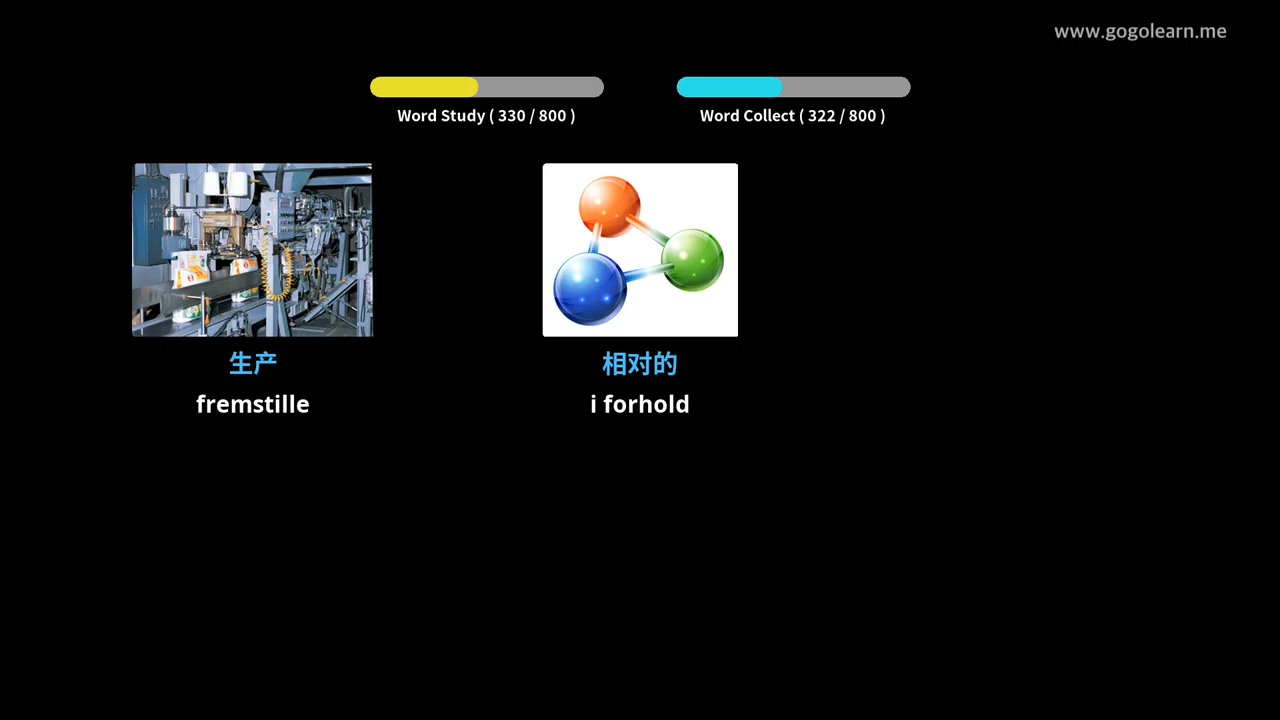 www.gogolearn.me
Word Study ( 330 / 800 )
Word Collect ( 322 / 800 )
生产
fremstille
相对的
i forhold